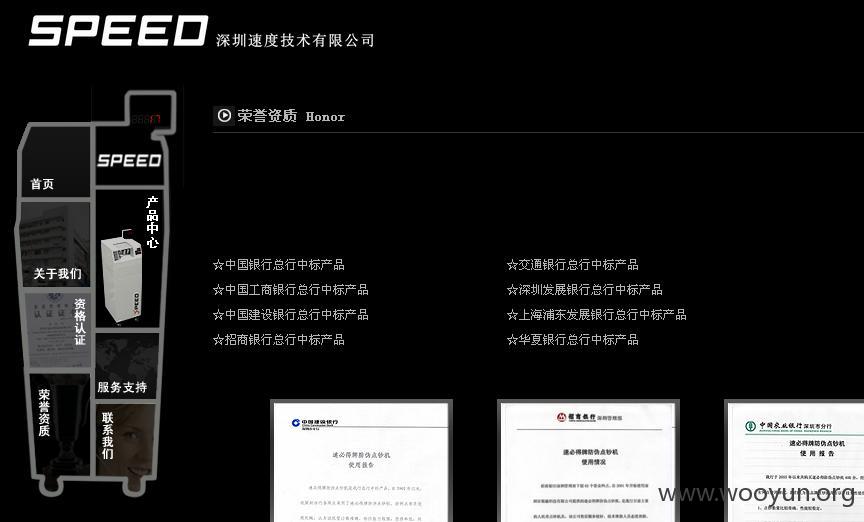 SPEED 深圳速度技术有限公司
荣誉资质 Honor
SPEED
首页
产品中心
关于我们
SPEED
资格认证
服务支持
荣誉资质
联系我们
☆中国银行总行中标产品
☆交通银行总行中标产品
☆中国工商银行总行中标产品
☆深圳发展银行总行中标产品
☆中国建设银行总行中标产品
☆上海浦东发展银行总行中标产品
☆招商银行总行中标产品
☆华夏银行总行中标产品
中国建设银行
速必得牌防伪点钞机
使用报告
招商银行 深圳管理部
速必得牌防伪点钞机
使用情况
中国农业银行 深圳市分行
速必得牌防伪点钞机
使用报告
www.wooyun.org